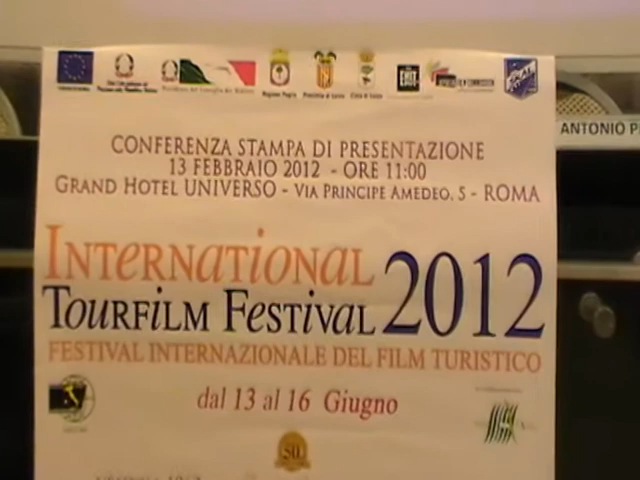 ANTONIO P
CONFERENZA STAMPA DI PRESENTAZIONE
13 FEBBRAIO 2012 - ORE 11:00
GRAND HOTEL UNIVERSO - VIA PRINCIPE AMEDEO, 5 - ROMA
INTERNATIONAL
TOURFILM FESTIVAL 2012
FESTIVAL INTERNAZIONALE DEL FILM TURISTICO
dal 13 al 16 Giugno
50